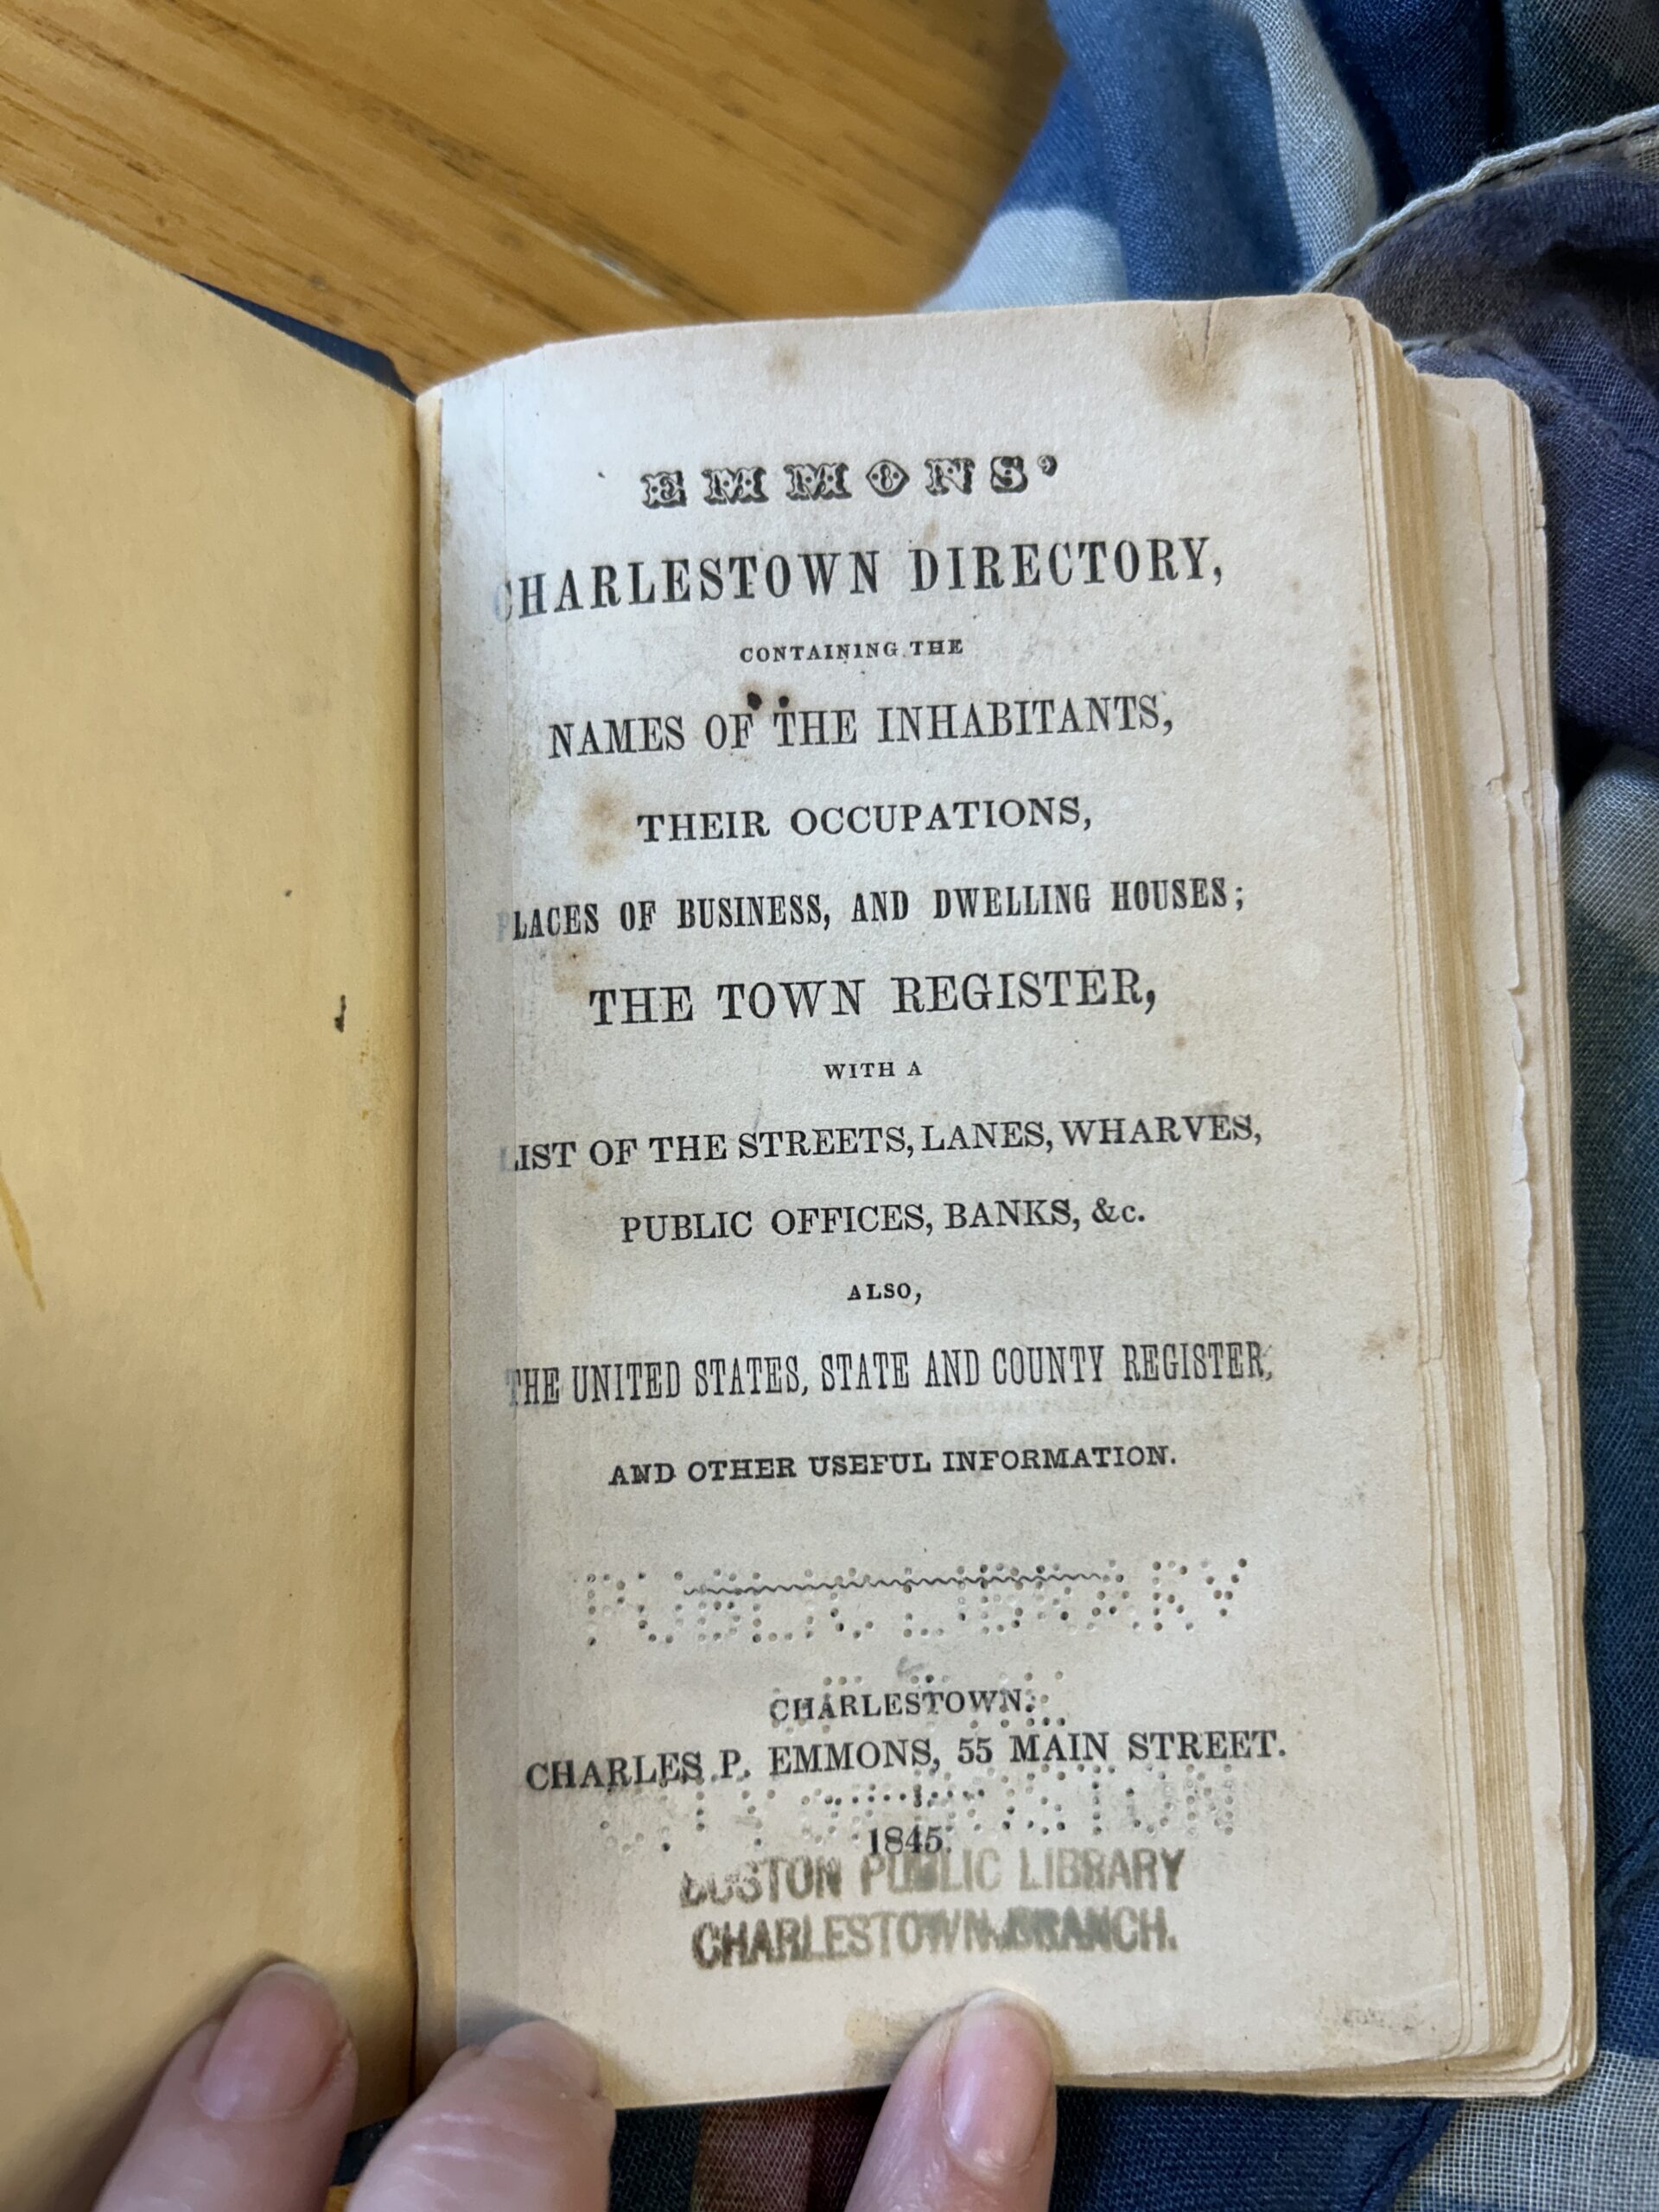 EMMONS'
CHARLESTOWN DIRECTORY,
CONTAINING THE
NAMES OF THE INHABITANTS,
THEIR OCCUPATIONS,
PLACES OF BUSINESS, AND DWELLING HOUSES;
THE TOWN REGISTER,
WITH A
LIST OF THE STREETS, LANES, WHARVES,
PUBLIC OFFICES, BANKS, &c.
ALSO,
THE UNITED STATES, STATE AND COUNTY REGISTER,
AND OTHER USEFUL INFORMATION.
PUBLIC LIBRARY
CHARLESTOWN:
CHARLES P. EMMONS, 55 MAIN STREET.
1845.
BOSTON PUBLIC LIBRARY
CHARLESTOWN BRANCH.